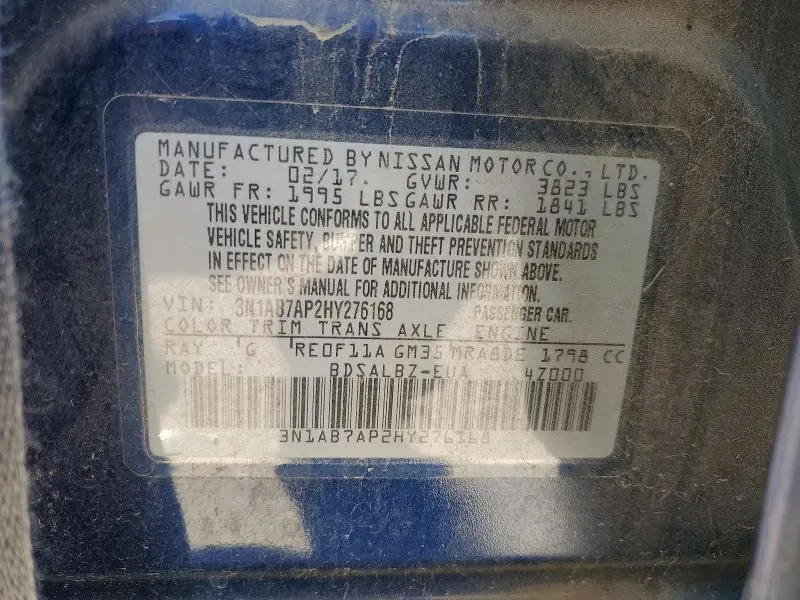 MANUFACTURED BY NISSAN MOTOR CO., LTD.
DATE: 02/17. GVWR: 3823 LBS
GAWR FR: 1995 LBS GAWR RR: 1841 LBS
THIS VEHICLE CONFORMS TO ALL APPLICABLE FEDERAL MOTOR
VEHICLE SAFETY, BUMPER AND THEFT PREVENTION STANDARDS
IN EFFECT ON THE DATE OF MANUFACTURE SHOWN ABOVE.
SEE OWNER'S MANUAL FOR ADDITIONAL INFORMATION.
VIN: 3N1AB7AP2HY276168 PASSENGER CAR.
COLOR TRIM TRANS AXLE ENGINE
RAY 'G 'RE0F11A GM35 MRA8DE 1798 CC
MODEL: BDSALBZ-EUA 4Z000
3N1AB7AP2HY276168